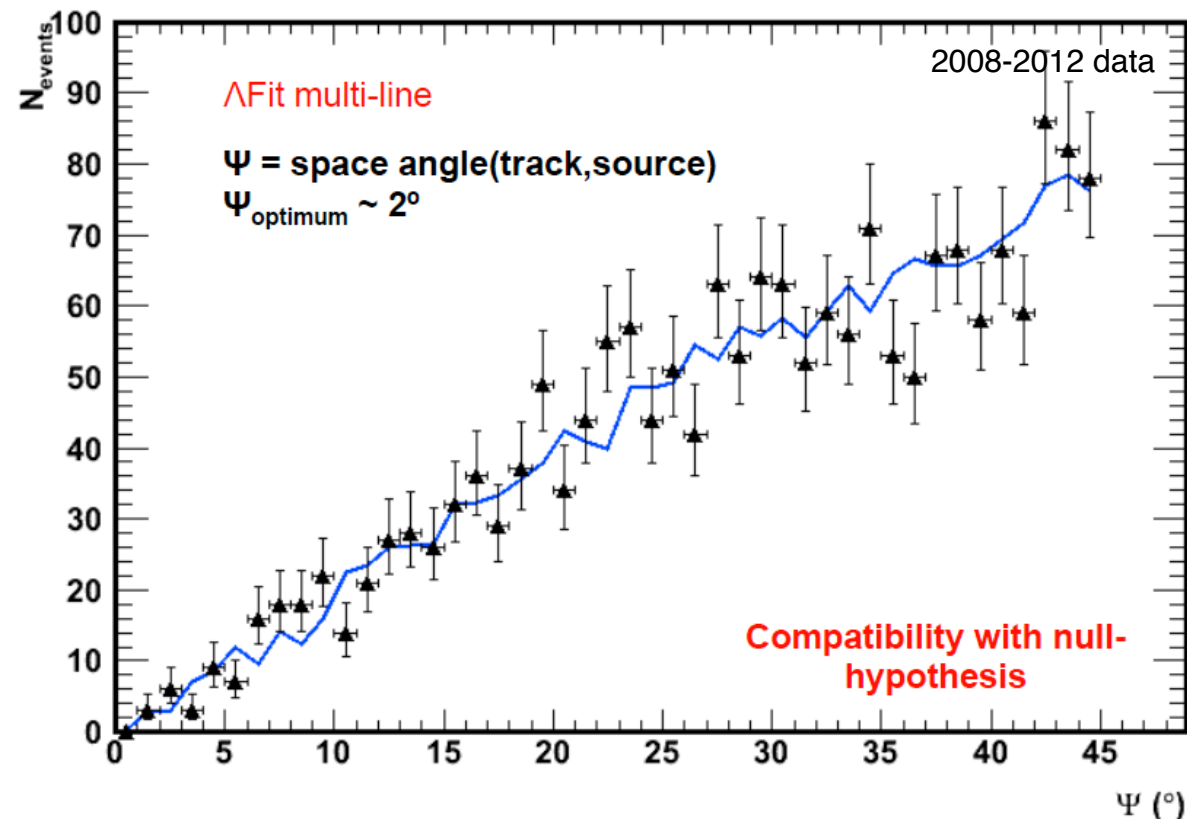 N_events
100
90
80
70
60
50
40
30
20
10
0
2008-2012 data
ΛFit multi-line
Ψ = space angle(track,source)
Ψ_optimum ~ 2º
Compatibility with null-
hypothesis
0 5 10 15 20 25 30 35 40 45
Ψ (°)